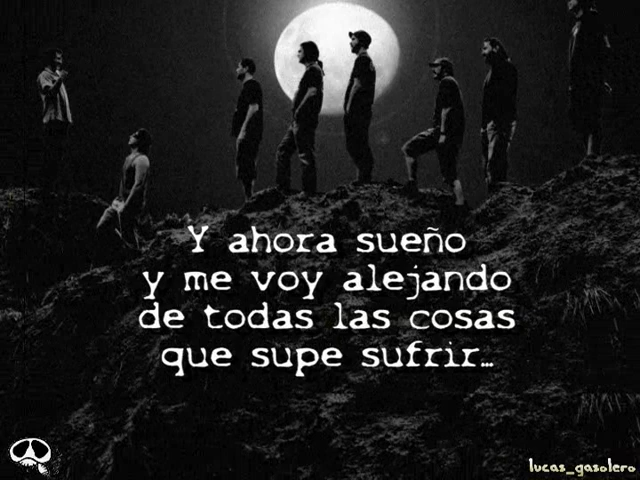 Y ahora sueño
y me voy alejando
de todas las cosas
que supe sufrir...
lucas_gasolero